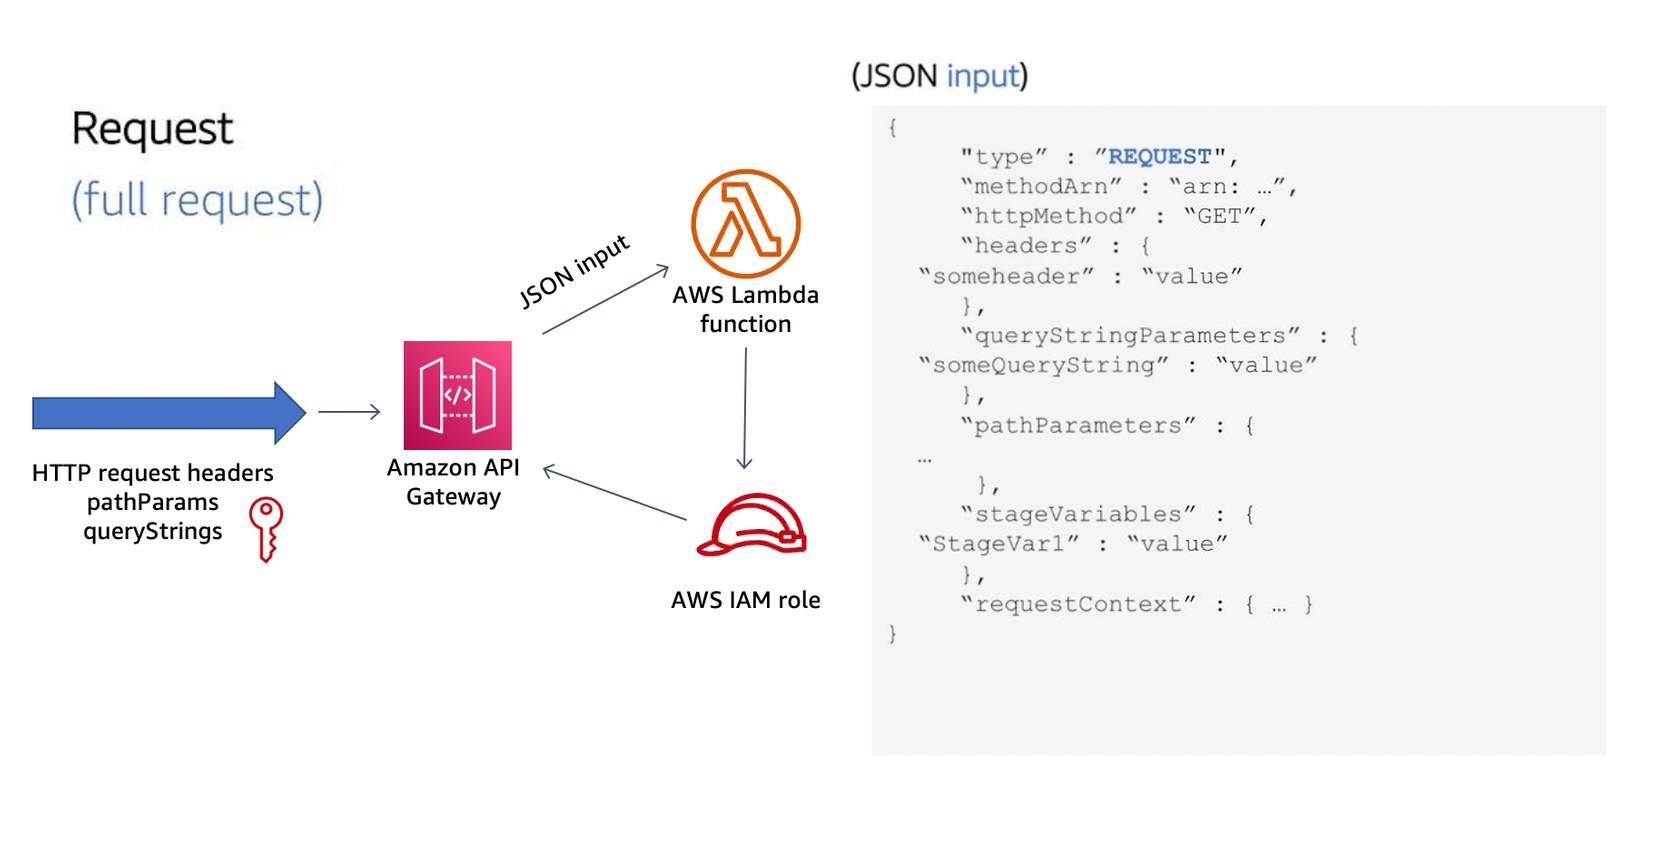 Request
(full request)
JSON input
AWS Lambda
function
Amazon API
Gateway
HTTP request headers
pathParams
queryStrings
AWS IAM role
(JSON input)
{
"type” : ”REQUEST",
“methodArn” : “arn: …”,
“httpMethod” : “GET”,
“headers” : {
“someheader” : “value”
},
“queryStringParameters” : {
“someQueryString” : “value”
},
“pathParameters” : {
…
},
“stageVariables” : {
“StageVar1” : “value”
},
“requestContext” : { … }
}